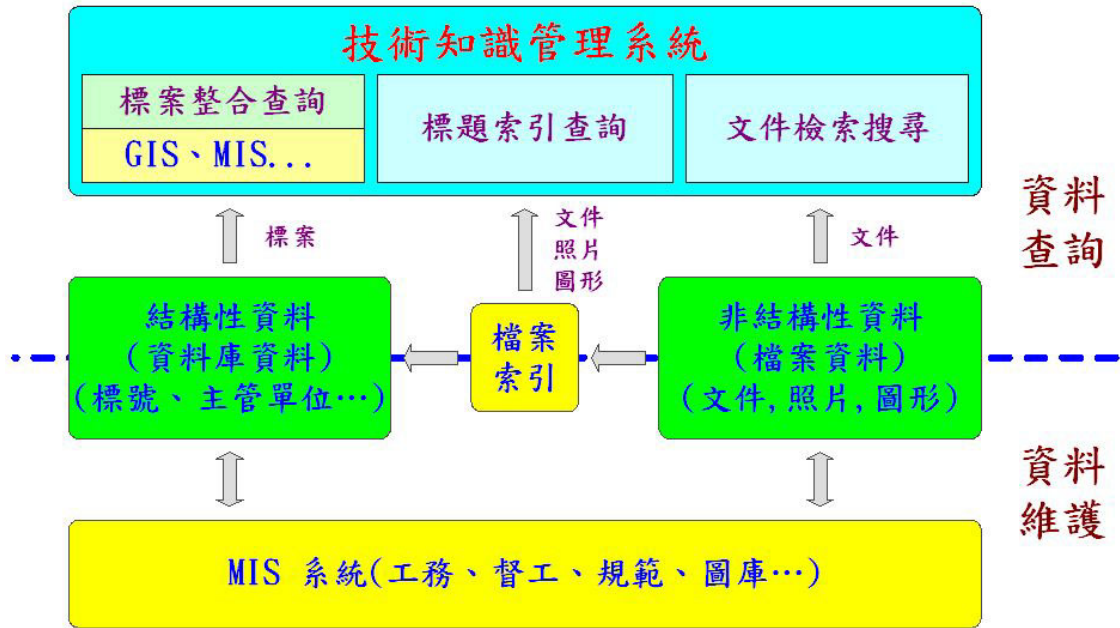 技術知識管理系統
標案整合查詢
GIS、MIS...
標題索引查詢
文件檢索搜尋
標案
文件
照片
圖形
文件
資料
查詢
結構性資料
(資料庫資料)
(標號、主管單位…)
檔案
索引
非結構性資料
(檔案資料)
(文件,照片,圖形)
資料
維護
MIS 系統(工務、督工、規範、圖庫…)